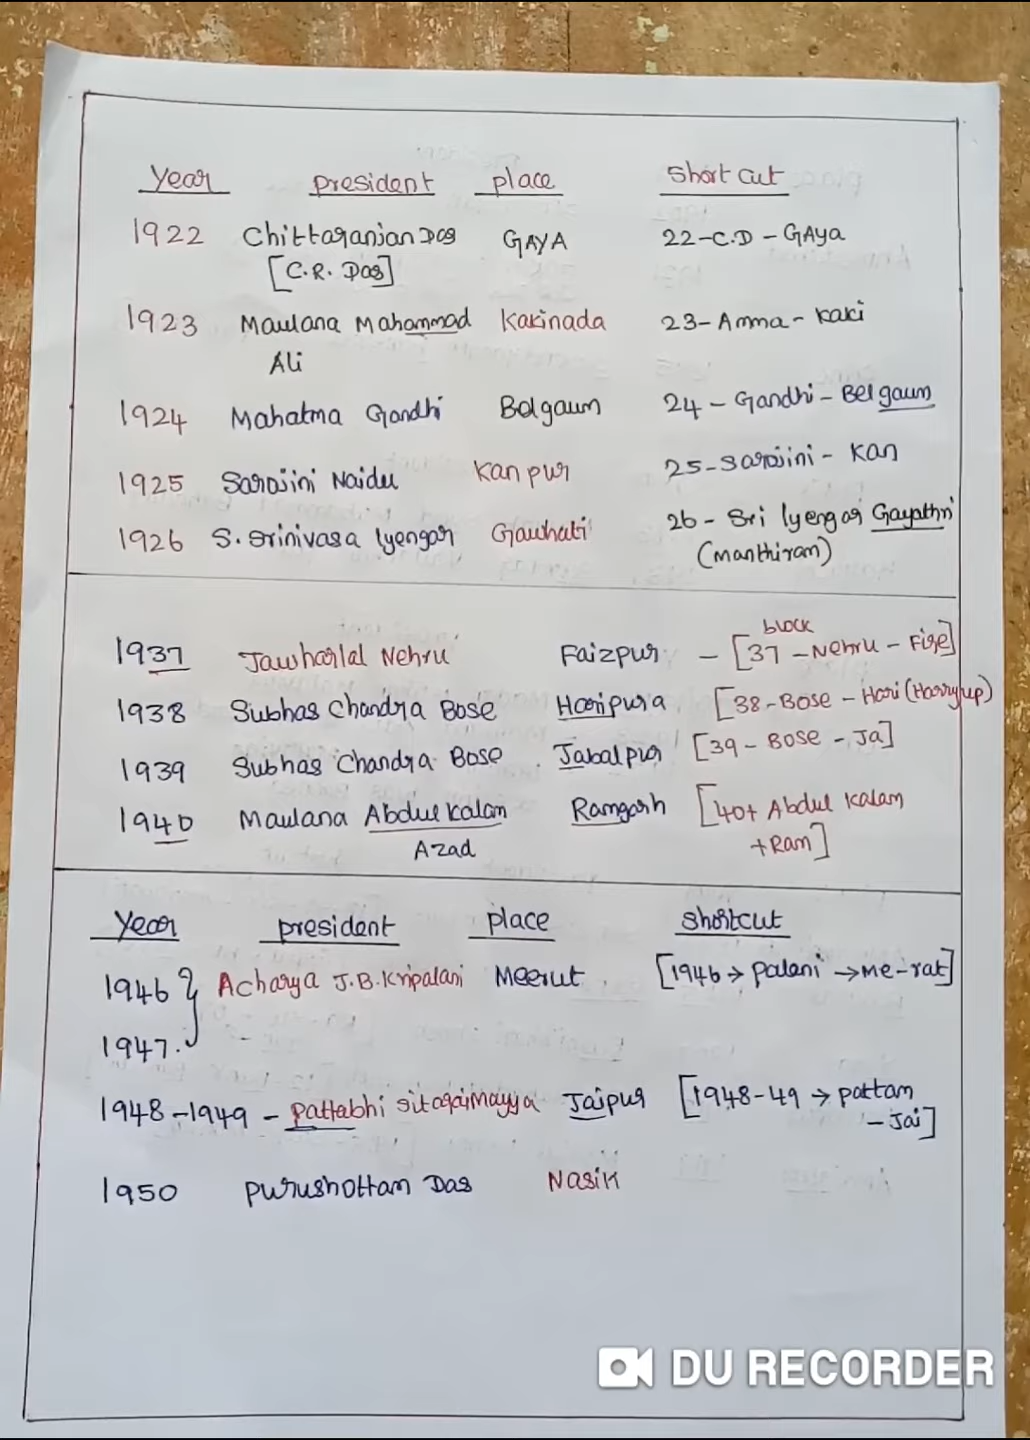 Year president place Short cut
1922 Chittaranjan Das GAYA 22-C.D - GAya
[C.R. Das]
1923 Maulana Mahammad Kakinada 23-Amma- kaki
Ali
1924 Mahatma Gandhi Belgaum 24 - Gandhi - Belgaum
1925 Sarojini Naidu Kanpur 25-Sarojini - Kan
1926 S. Srinivasa Iyengar Gauhati 26 - Sri Iyengar Gayathri
(manthiram)
block
1937 Jawharlal Nehru Faizpur - [37 - Nehru - Fire]
1938 Subhas Chandra Bose Haripura [38-Bose - Hari (Harry up)
1939 Subhas Chandra Bose Jabalpur [39 - Bose - Ja]
1940 Maulana Abdul kalam Ramgarh [40+ Abdul kalam
Azad +Ram]
Year president place shortcut
1946 } Acharya J.B. Kripalani Meerut [1946 → palani → Me-rat]
1947.
1948 -1949 - pattabhi sitaraimayya Jaipur [1948-49 → pattam
- Jai]
1950 purushottam Das Nasik
DU RECORDER